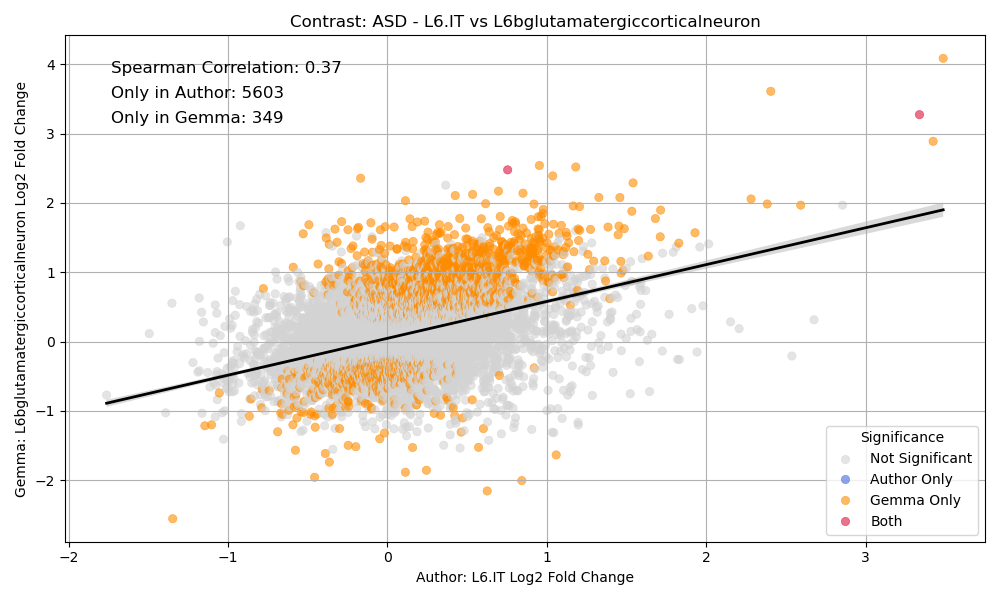 Contrast: ASD - L6.IT vs L6bglutamatergiccorticalneuron
Spearman Correlation: 0.37
Only in Author: 5603
Only in Gemma: 349
Gemma: L6bglutamatergiccorticalneuron Log2 Fold Change
4
3
2
1
0
−1
−2
−2
−1
0
1
2
3
Author: L6.IT Log2 Fold Change
Significance
Not Significant
Author Only
Gemma Only
Both